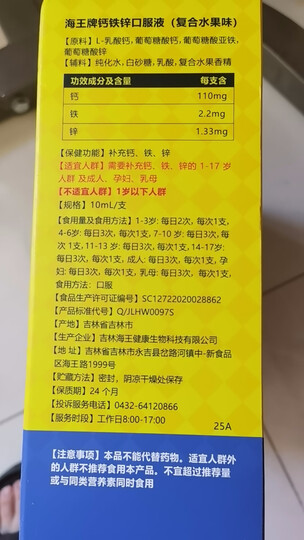 海王牌钙铁锌口服液（复合水果味）
【原料】L-乳酸钙，葡萄糖酸钙，葡萄糖酸亚铁，
葡萄糖酸锌
【辅料】纯化水，白砂糖，乳酸，复合水果香精
功效成分及含量 每支含
钙 110mg
铁 2.2mg
锌 1.33mg
【保健功能】补充钙、铁、锌
【适宜人群】需要补充钙、铁、锌的 1-17 岁
人群及成人、孕妇、乳母
【不适宜人群】1岁以下人群
【规格】10mL/支
【食用量及食用方法】1-3岁: 每日2次，每次1支，
4-6岁: 每日3次，每次1支，7-10 岁: 每日3次，每
次 1支，11-13 岁: 每日3次，每次1支，14-17岁:
每日3次，每次1支，成人: 每日3次，每次1支，孕
妇: 每日3次，每次1支，乳母: 每日3次，每次1支，
食用方法：口服
【食品生产许可证编号】SC12722020028862
【产品标准代号】Q/JLHW0097S
【产地】吉林省吉林市
【生产企业】吉林海王健康生物科技有限公司
【地 址】吉林省吉林市永吉县岔路河镇中-新食品
区海王路1999号
【贮藏方法】密封，阴凉干燥处保存
【保质期】24 个月
【投诉服务电话】0432-64120866
【服务时段】工作日8:00-17:00
25A
【注意事项】本品不能代替药物，适宜人群外
的人群不推荐食用本产品，不宜超过推荐量
或与同类营养素同时食用